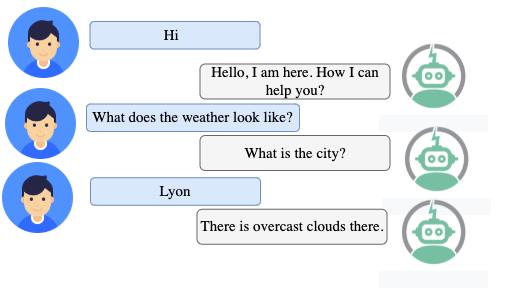 Hi
Hello, I am here. How I can
help you?
What does the weather look like?
What is the city?
Lyon
There is overcast clouds there.